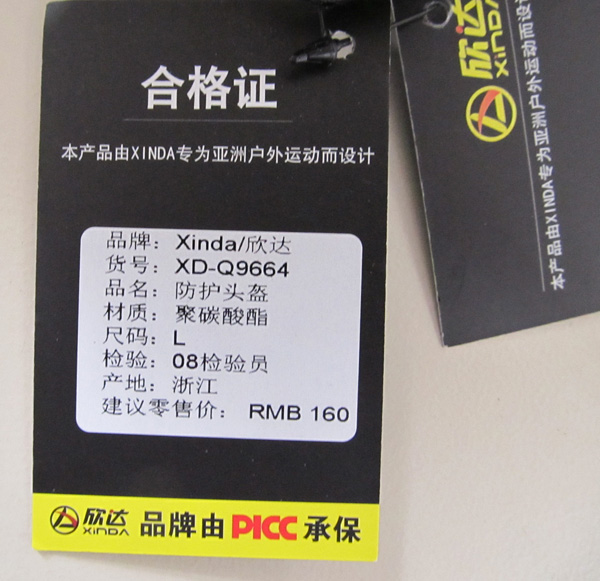 合格证
本产品由XINDA专为亚洲户外运动而设计
品牌： Xinda/欣达
货号： XD-Q9664
品名： 防护头盔
材质： 聚碳酸酯
尺码： L
检验： 08检验员
产地： 浙江
建议零售价： RMB 160
欣达 XINDA 品牌由PICC承保
欣达
XINDA
本产品由XINDA专为亚洲户外运动而设